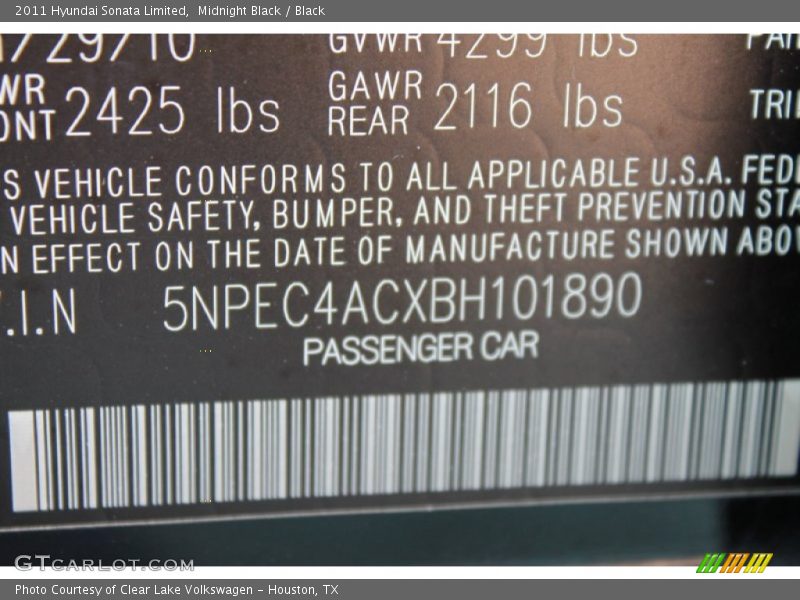 2011 Hyundai Sonata Limited, Midnight Black / Black
/29/10 GVWR 4299 lbs
WR GAWR
ONT 2425 lbs REAR 2116 lbs
S VEHICLE CONFORMS TO ALL APPLICABLE U.S.A. FED
VEHICLE SAFETY, BUMPER, AND THEFT PREVENTION STA
N EFFECT ON THE DATE OF MANUFACTURE SHOWN ABO
.I.N 5NPEC4ACXBH101890
PASSENGER CAR
GTCARLOT.COM
Photo Courtesy of Clear Lake Volkswagen - Houston, TX